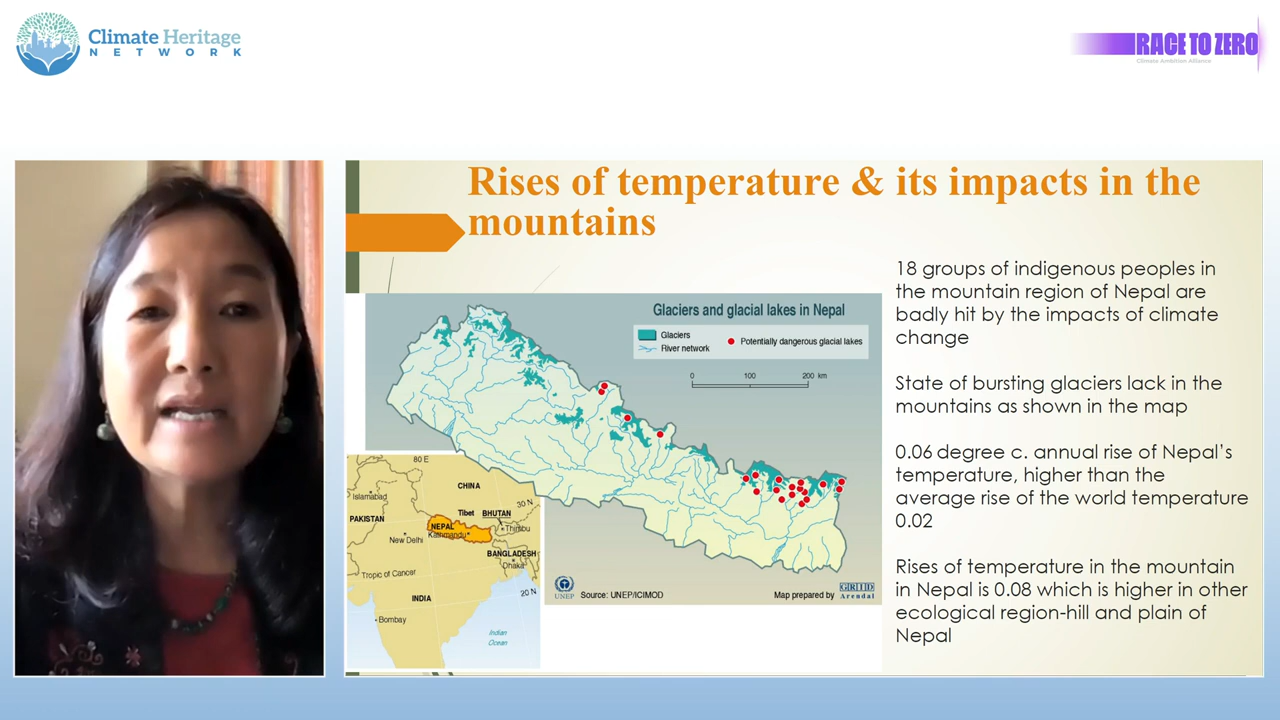 Climate Heritage
NETWORK
RACE TO ZERO
Climate Ambition Alliance
Rises of temperature & its impacts in the
mountains
18 groups of indigenous peoples in
the mountain region of Nepal are
badly hit by the impacts of climate
change
State of bursting glaciers lack in the
mountains as shown in the map
0.06 degree c. annual rise of Nepal's
temperature, higher than the
average rise of the world temperature
0.02
Rises of temperature in the mountain
in Nepal is 0.08 which is higher in other
ecological region-hill and plain of
Nepal
Glaciers and glacial lakes in Nepal
Glaciers
River network
Potentially dangerous glacial lakes
0 100 200 km
80 E
CHINA
30 N
Islamabad
Tibet
BHUTAN
PAKISTAN
NEPAL
Thimbu
Kathmandu
New Delhi
BANGLADESH
Dhaka
Tropic of Cancer
20 N
INDIA
Bombay
Indian
Ocean
UNEP
Source: UNEP/ICIMOD
Map prepared by
GRID
Arendal